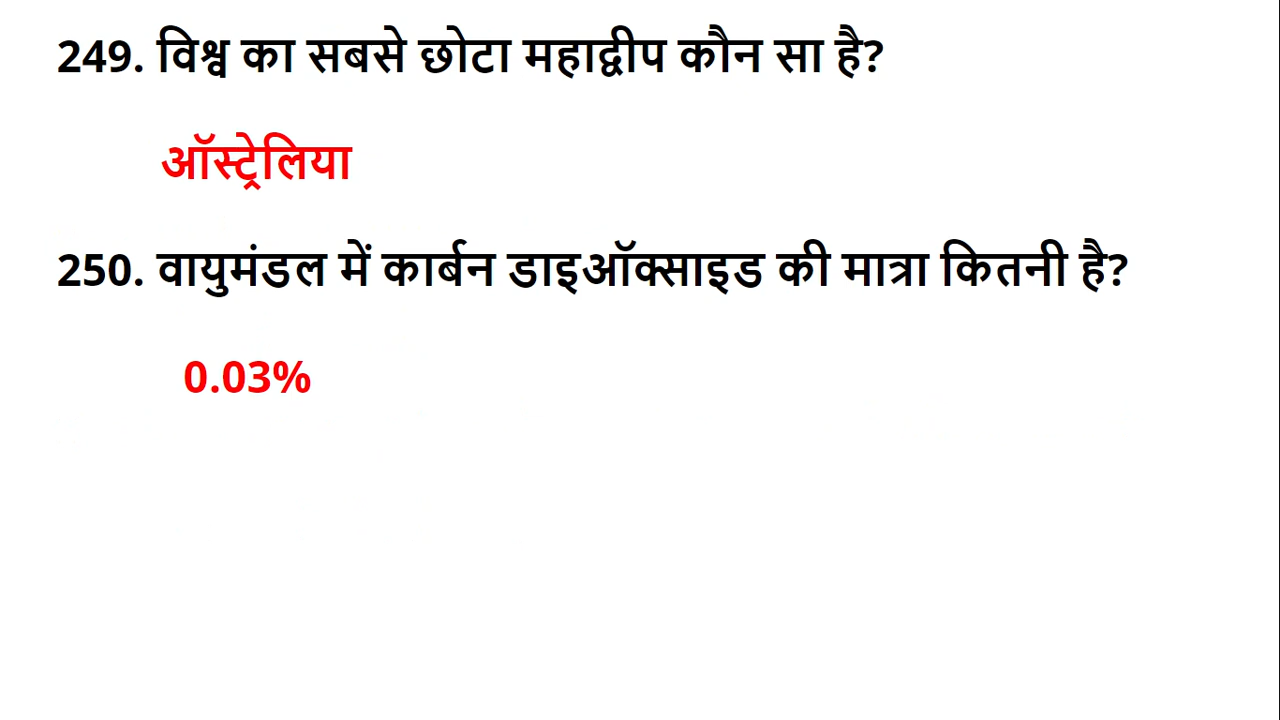 249. विश्व का सबसे छोटा महाद्वीप कौन सा है?
ऑस्ट्रेलिया
250. वायुमंडल में कार्बन डाइऑक्साइड की मात्रा कितनी है?
0.03%